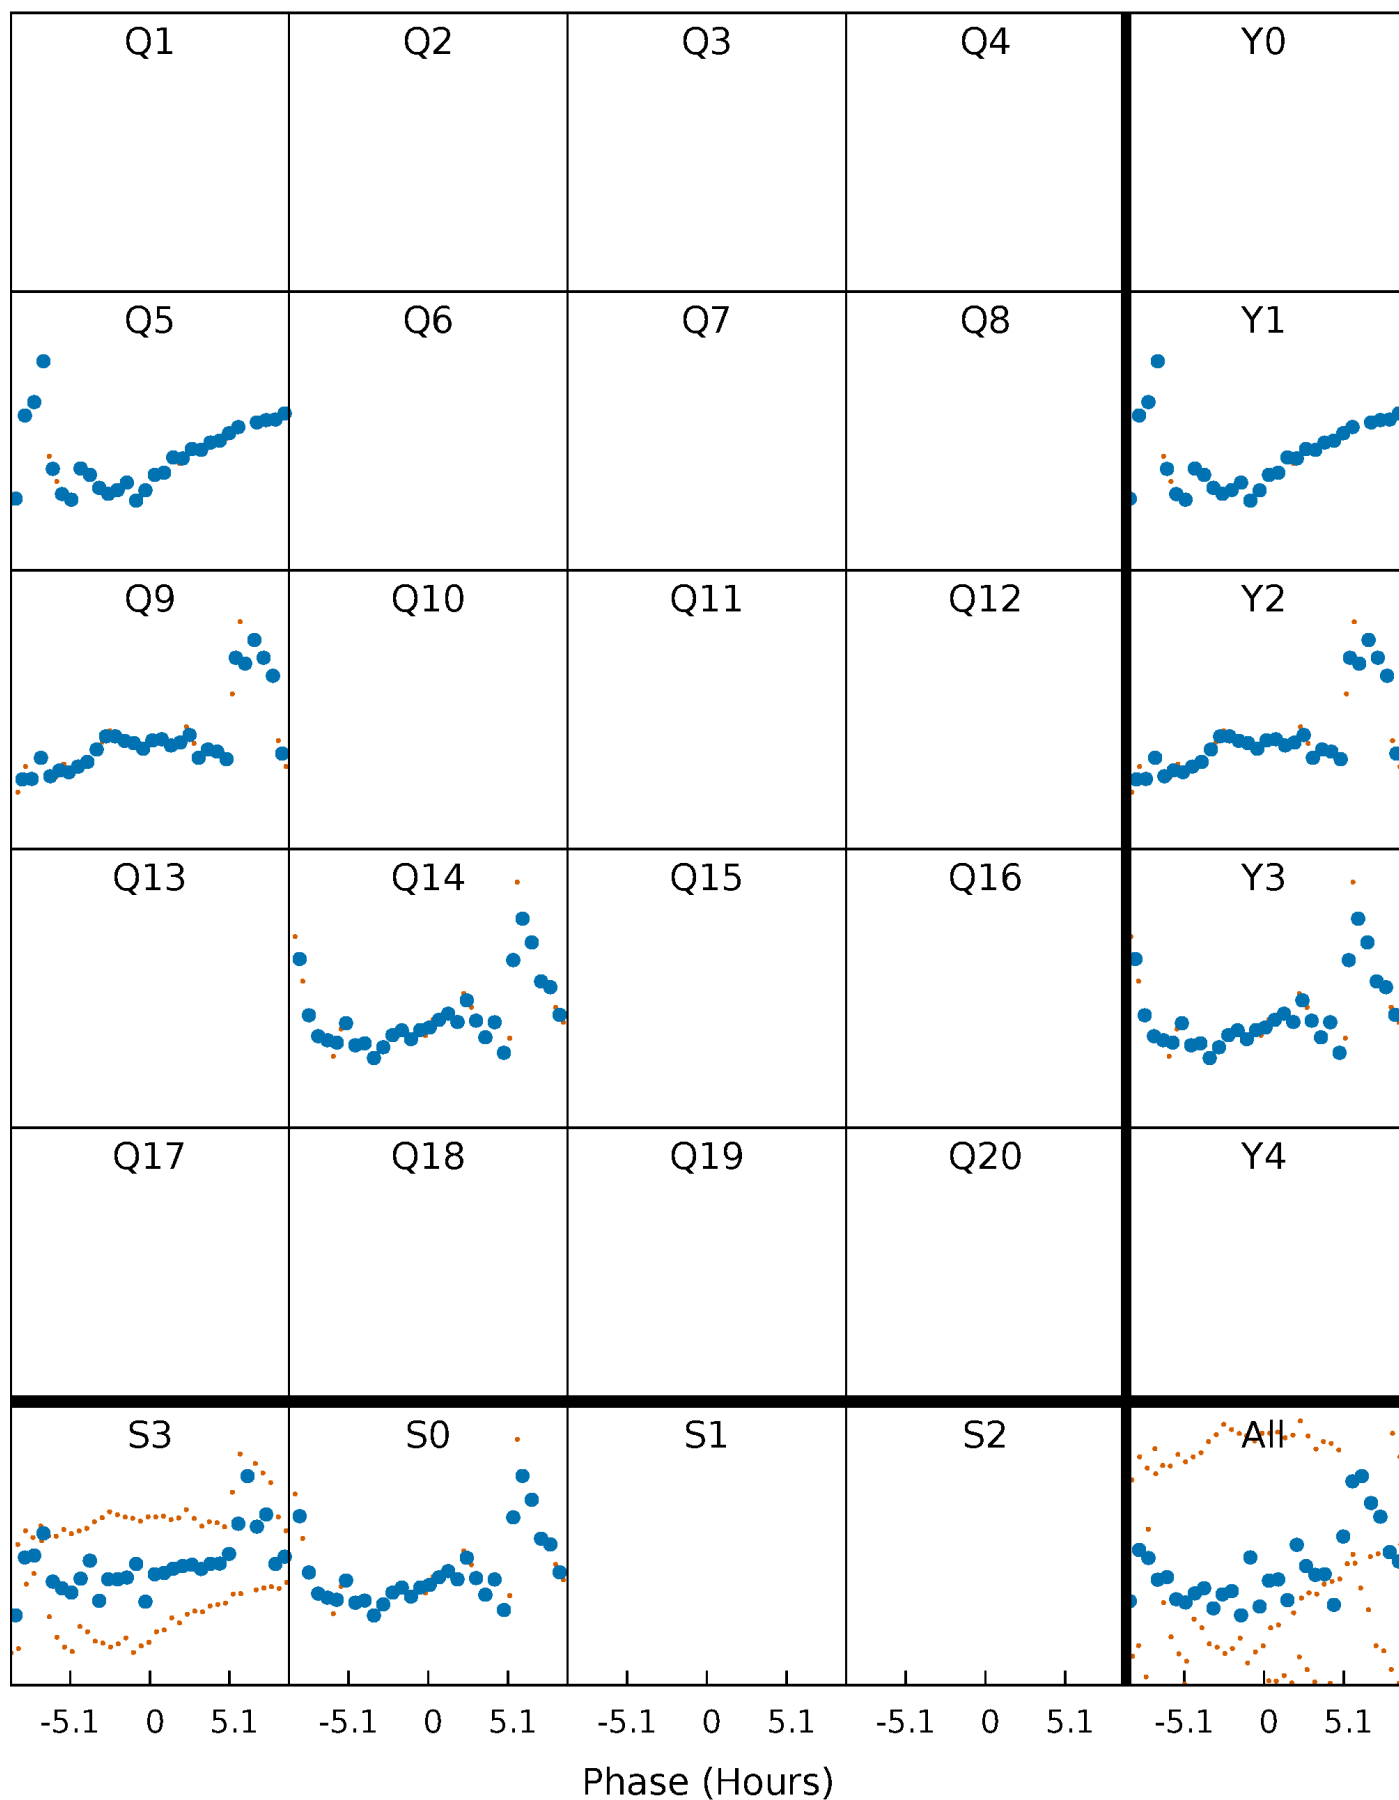 Q1 Q2 Q3 Q4 Y0
Q5 Q6 Q7 Q8 Y1
Q9 Q10 Q11 Q12 Y2
Q13 Q14 Q15 Q16 Y3
Q17 Q18 Q19 Q20 Y4
S3 S0 S1 S2 All
-5.1 0 5.1 -5.1 0 5.1 -5.1 0 5.1 -5.1 0 5.1 -5.1 0 5.1
Phase (Hours)